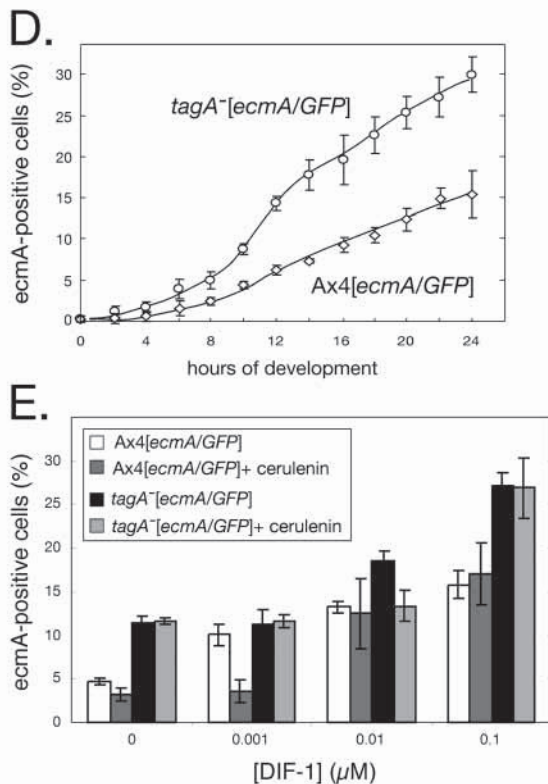 D.
ecmA-positive cells (%)
30
25
20
15
10
5
0
tagA⁻[ecmA/GFP]
Ax4[ecmA/GFP]
0 4 8 12 16 20 24
hours of development
E.
ecmA-positive cells (%)
30
25
20
15
10
5
0
Ax4[ecmA/GFP]
Ax4[ecmA/GFP]+ cerulenin
tagA⁻[ecmA/GFP]
tagA⁻[ecmA/GFP]+ cerulenin
0 0.001 0.01 0.1
[DIF-1] (µM)